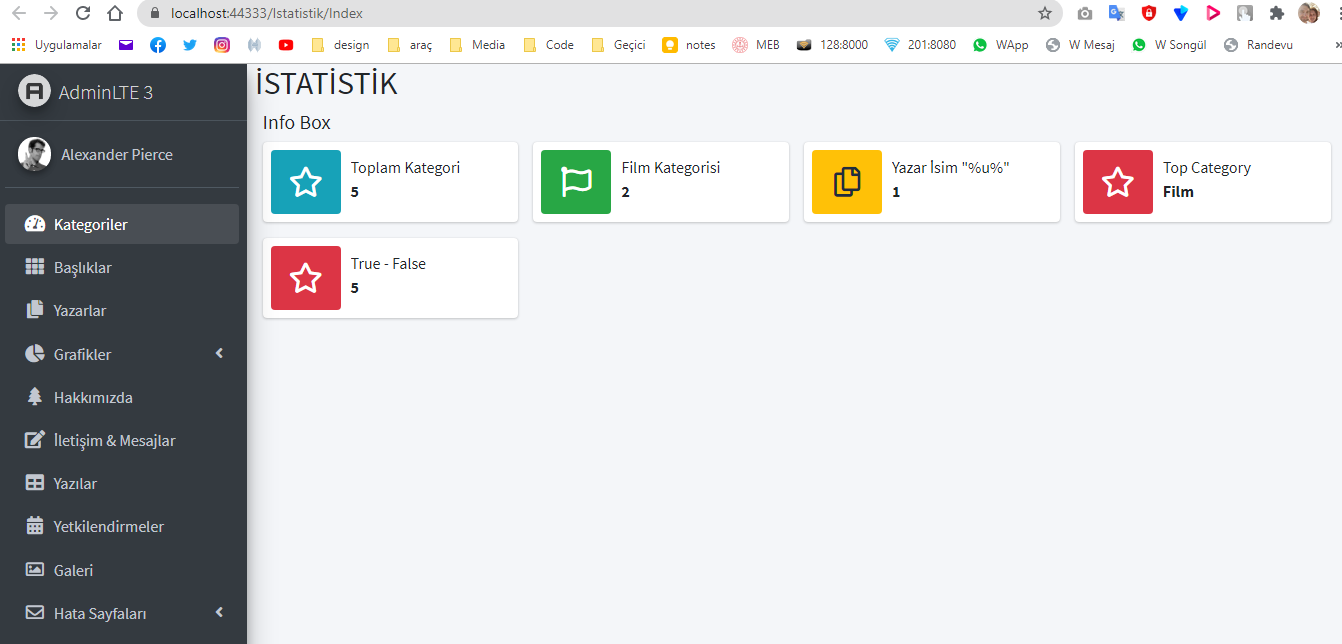 localhost:44333/Istatistik/Index
Uygulamalar design araç Media Code Geçici notes MEB 128:8000 201:8080 WApp W Mesaj W Songül Randevu »
AdminLTE 3
Alexander Pierce
Kategoriler
Başlıklar
Yazarlar
Grafikler
Hakkımızda
İletişim & Mesajlar
Yazılar
Yetkilendirmeler
Galeri
Hata Sayfaları
İSTATİSTİK
Info Box
Toplam Kategori
5
Film Kategorisi
2
Yazar İsim "%u%"
1
Top Category
Film
True - False
5